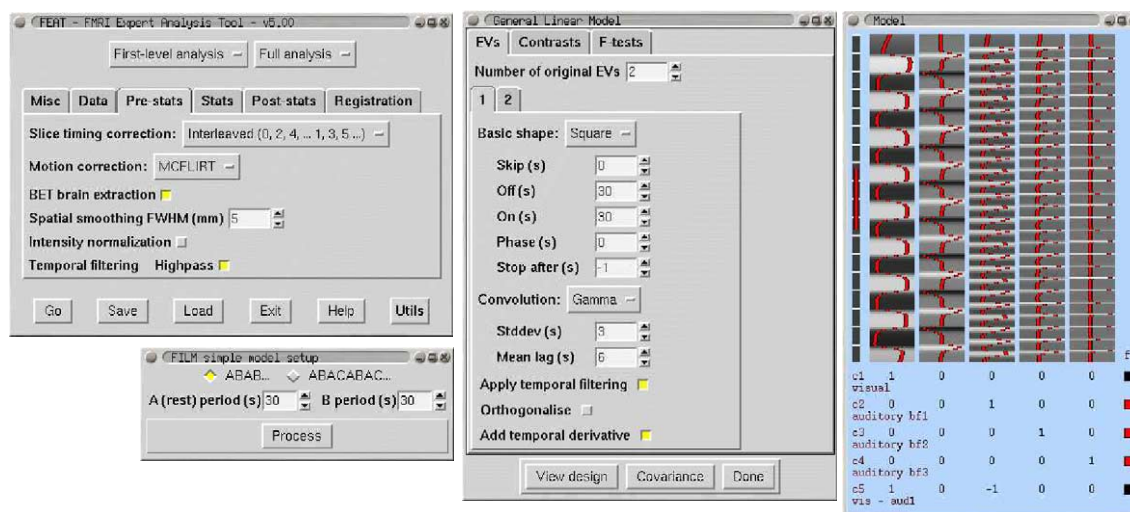 FEAT - FMRI Expert Analysis Tool - v5.00
First-level analysis Full analysis
Misc Data Pre-stats Stats Post-stats Registration
Slice timing correction: Interleaved (0, 2, 4, ... 1, 3, 5 ...)
Motion correction: MCFLIRT
BET brain extraction
Spatial smoothing FWHM (mm) 5
Intensity normalization
Temporal filtering Highpass
Go Save Load Exit Help Utils
FILM simple model setup
ABAB... ABACABAC...
A (rest) period (s) 30 B period (s) 30
Process
General Linear Model
EVs Contrasts F-tests
Number of original EVs 2
1 2
Basic shape: Square
Skip (s) 0
Off (s) 30
On (s) 30
Phase (s) 0
Stop after (s) -1
Convolution: Gamma
Stddev (s) 3
Mean lag (s) 6
Apply temporal filtering
Orthogonalise
Add temporal derivative
View design Covariance Done
Model
c1 1 0 0 0 0
visual
c2 0 0 1 0 0
auditory bf1
c3 0 0 0 1 0
auditory bf2
c4 0 0 0 0 1
auditory bf3
c5 1 0 -1 0 0
vis - aud1